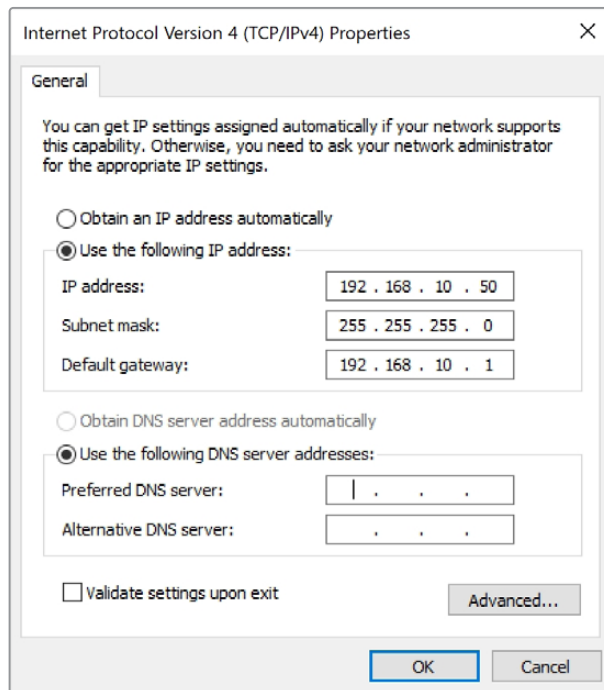 Internet Protocol Version 4 (TCP/IPv4) Properties
General
You can get IP settings assigned automatically if your network supports
this capability. Otherwise, you need to ask your network administrator
for the appropriate IP settings.
Obtain an IP address automatically
Use the following IP address:
IP address: 192 . 168 . 10 . 50
Subnet mask: 255 . 255 . 255 . 0
Default gateway: 192 . 168 . 10 . 1
Obtain DNS server address automatically
Use the following DNS server addresses:
Preferred DNS server: . . .
Alternative DNS server: . . .
Validate settings upon exit
Advanced...
OK Cancel